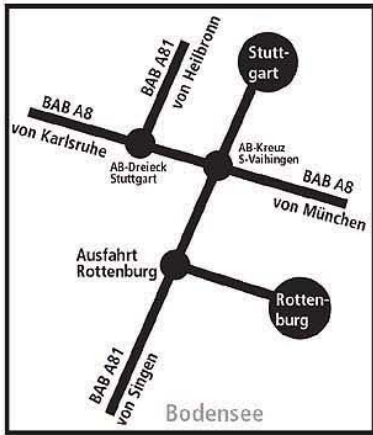 Stutt-
gart
BAB A81
von Heilbronn
BAB A8
von Karlsruhe
AB-Dreieck
Stuttgart
AB-Kreuz
S-Vaihingen
BAB A8
von München
Ausfahrt
Rottenburg
Rotten-
burg
BAB A81
von Singen
Bodensee